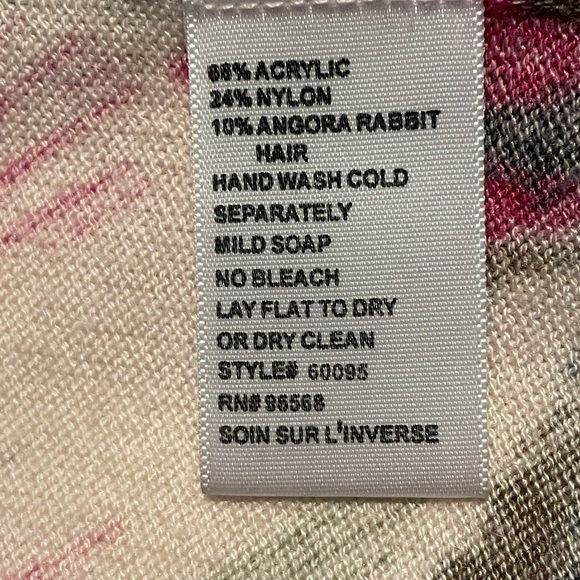 66% ACRYLIC
24% NYLON
10% ANGORA RABBIT
HAIR
HAND WASH COLD
SEPARATELY
MILD SOAP
NO BLEACH
LAY FLAT TO DRY
OR DRY CLEAN
STYLE# 60095
RN# 96568
SOIN SUR L'INVERSE